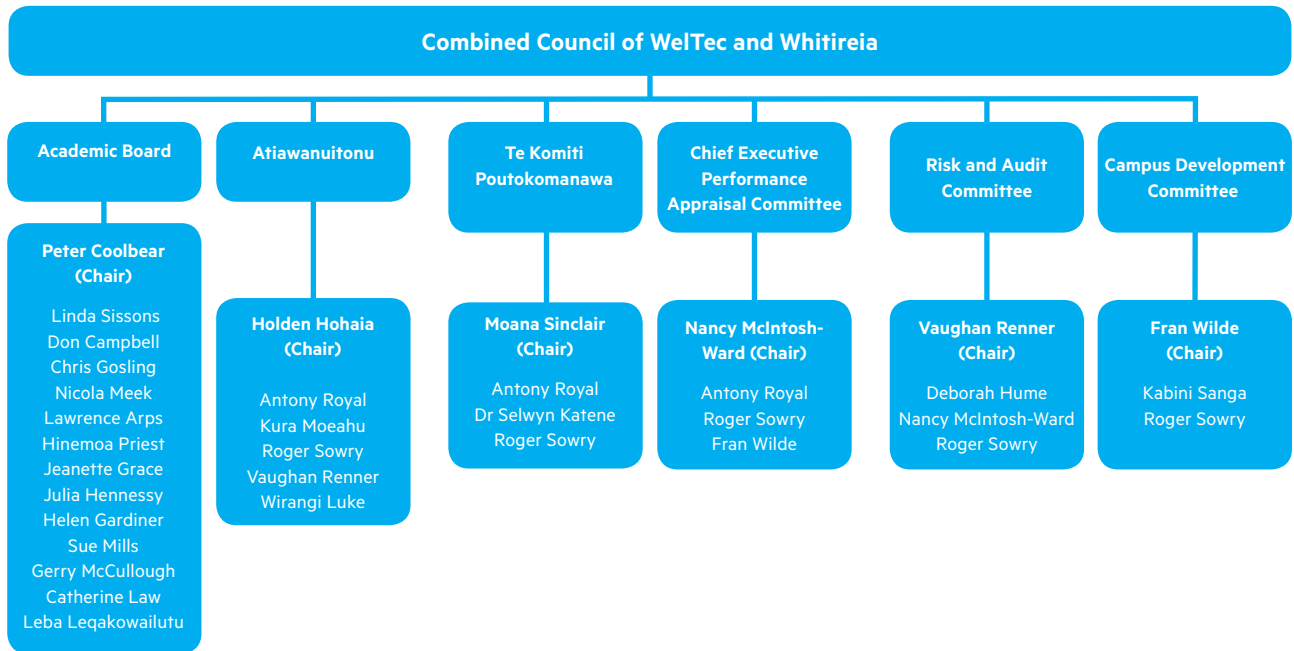 Combined Council of WelTec and Whitireia
Academic Board
Peter Coolbear
(Chair)
Linda Sissons
Don Campbell
Chris Gosling
Nicola Meek
Lawrence Arps
Hinemoa Priest
Jeanette Grace
Julia Hennessy
Helen Gardiner
Sue Mills
Gerry McCullough
Catherine Law
Leba Leqakowailutu
Atiawanuitonu
Holden Hohaia
(Chair)
Antony Royal
Kura Moeahu
Roger Sowry
Vaughan Renner
Wirangi Luke
Te Komiti
Poutokomanawa
Moana Sinclair
(Chair)
Antony Royal
Dr Selwyn Katene
Roger Sowry
Chief Executive
Performance
Appraisal Committee
Nancy McIntosh-
Ward (Chair)
Antony Royal
Roger Sowry
Fran Wilde
Risk and Audit
Committee
Vaughan Renner
(Chair)
Deborah Hume
Nancy McIntosh-Ward
Roger Sowry
Campus Development
Committee
Fran Wilde
(Chair)
Kabini Sanga
Roger Sowry